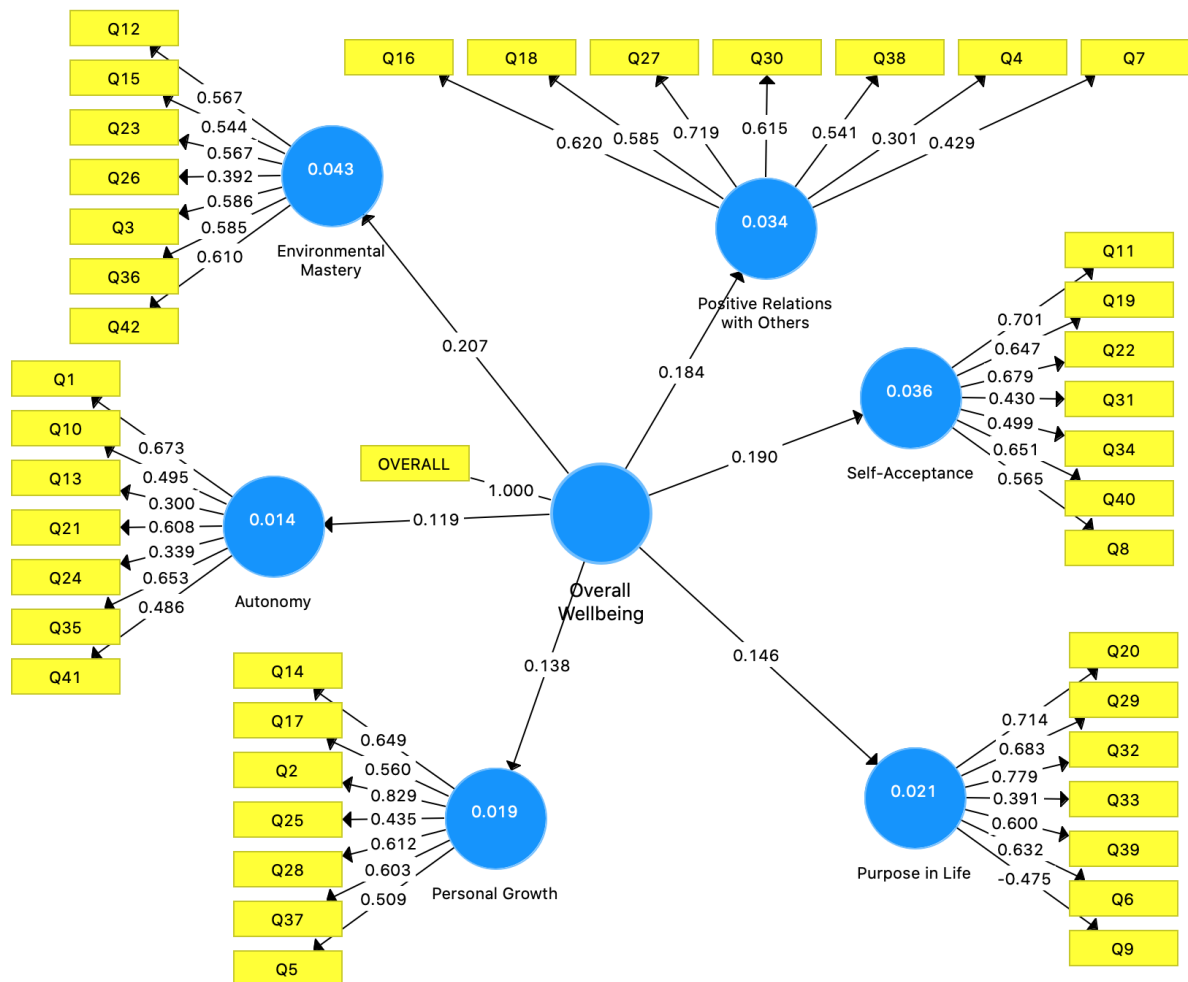 Q12
Q15
Q23
Q26
Q3
Q36
Q42
0.567
0.544
0.567
0.392
0.586
0.585
0.610
0.043
Environmental
Mastery
Q16
Q18
Q27
Q30
Q38
Q4
Q7
0.620
0.585
0.719
0.615
0.541
0.301
0.429
0.034
Positive Relations
with Others
Q11
Q19
Q22
Q31
Q34
Q40
Q8
0.701
0.647
0.679
0.430
0.499
0.651
0.565
0.036
Self-Acceptance
0.207
0.184
0.190
OVERALL
1.000
0.119
Overall
Wellbeing
0.138
0.146
Q1
Q10
Q13
Q21
Q24
Q35
Q41
0.673
0.495
0.300
0.608
0.339
0.653
0.486
0.014
Autonomy
Q14
Q17
Q2
Q25
Q28
Q37
Q5
0.649
0.560
0.829
0.435
0.612
0.603
0.509
0.019
Personal Growth
Q20
Q29
Q32
Q33
Q39
Q6
Q9
0.714
0.683
0.779
0.391
0.600
0.632
-0.475
0.021
Purpose in Life